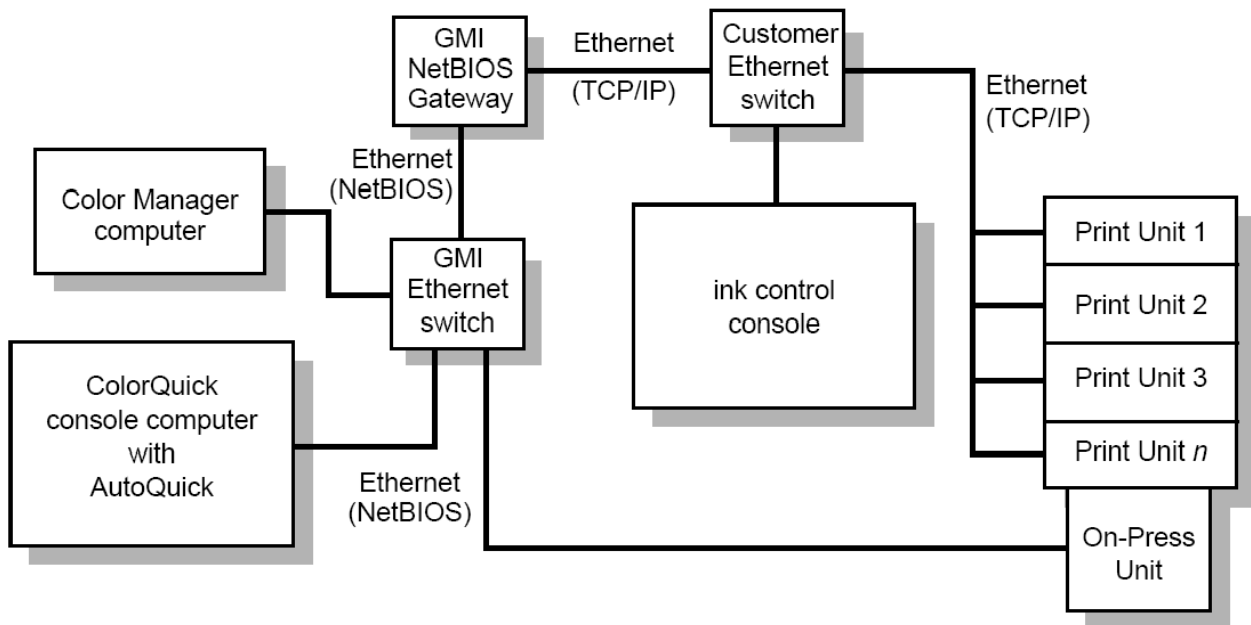 GMI
NetBIOS
Gateway
Ethernet
(TCP/IP)
Customer
Ethernet
switch
Ethernet
(TCP/IP)
Ethernet
(NetBIOS)
Color Manager
computer
GMI
Ethernet
switch
ink control
console
Print Unit 1
Print Unit 2
Print Unit 3
Print Unit n
ColorQuick
console computer
with
AutoQuick
Ethernet
(NetBIOS)
On-Press
Unit